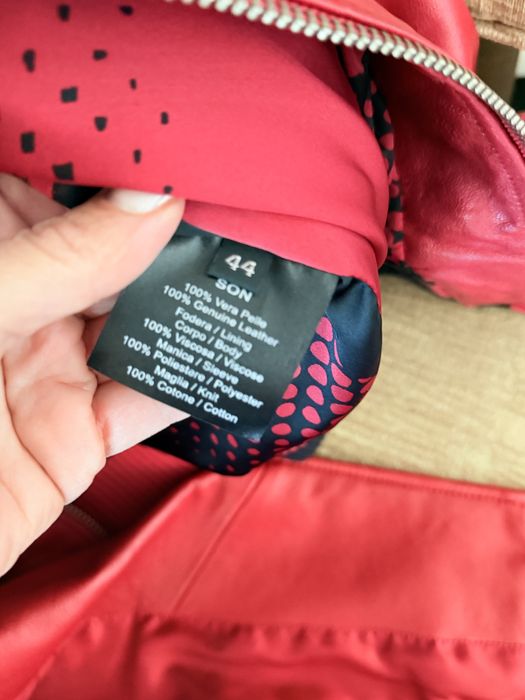 44
SON
100% Vera Pelle
100% Genuine Leather
Fodera / Lining
Corpo / Body
100% Viscosa / Viscose
Manica / Sleeve
100% Poliestere / Polyester
Maglia / Knit
100% Cotone / Cotton